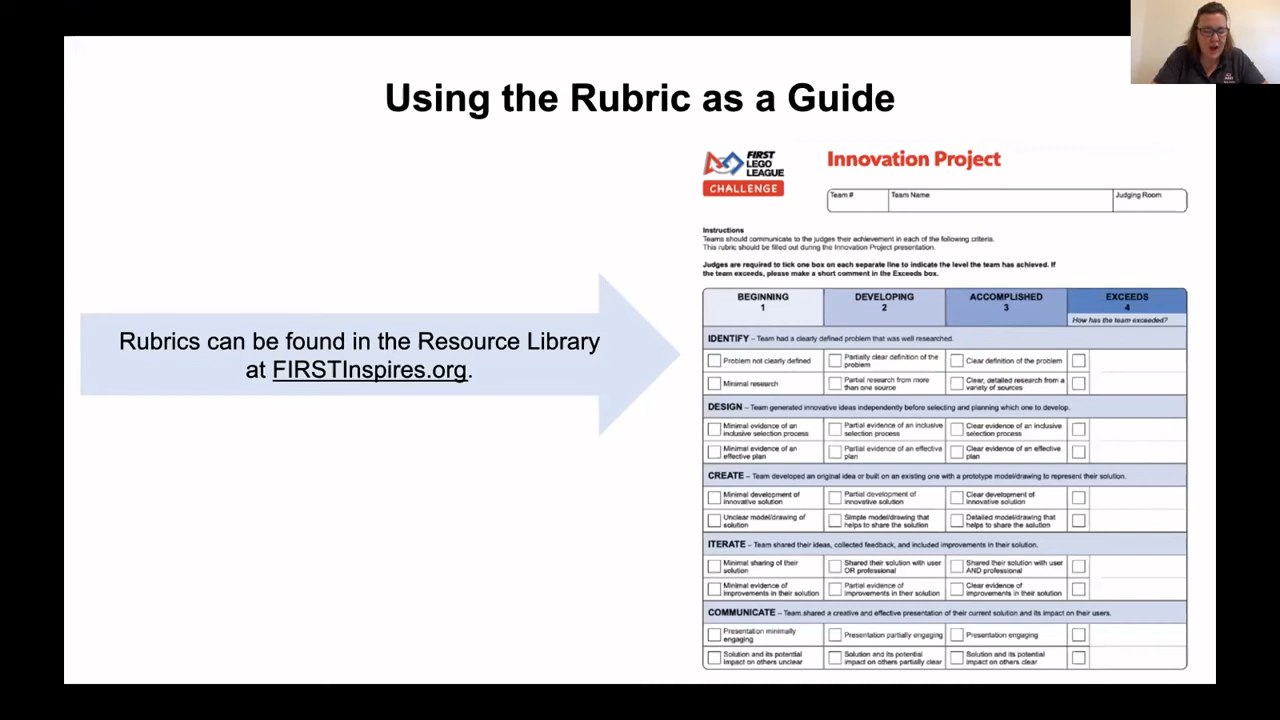 Using the Rubric as a Guide
Rubrics can be found in the Resource Library
at FIRSTInspires.org.
FIRST
LEGO
LEAGUE
CHALLENGE
Innovation Project
Team #
Team Name
Judging Room
Instructions
Teams should communicate to the judges their achievement in each of the following criteria.
This rubric should be filled out during the Innovation Project presentation.
Judges are required to tick one box on each separate line to indicate the level the team has achieved. If
the team exceeds, please make a short comment in the Exceeds box.
BEGINNING
1
DEVELOPING
2
ACCOMPLISHED
3
EXCEEDS
4
How has the team exceeded?
IDENTIFY – Team had a clearly defined problem that was well researched.
Problem not clearly defined
Partially clear definition of the
problem
Clear definition of the problem
Minimal research
Partial research from more
than one source
Clear, detailed research from a
variety of sources
DESIGN – Team generated innovative ideas independently before selecting and planning which one to develop.
Minimal evidence of an
inclusive selection process
Partial evidence of an inclusive
selection process
Clear evidence of an inclusive
selection process
Minimal evidence of an
effective plan
Partial evidence of an effective
plan
Clear evidence of an effective
plan
CREATE – Team developed an original idea or built on an existing one with a prototype model/drawing to represent their solution.
Minimal development of
innovative solution
Partial development of
innovative solution
Clear development of
innovative solution
Unclear model/drawing of
solution
Simple model/drawing that
helps to share the solution
Detailed model/drawing that
helps to share the solution
ITERATE – Team shared their ideas, collected feedback, and included improvements in their solution.
Minimal sharing of their
solution
Shared their solution with user
OR professional
Shared their solution with user
AND professional
Minimal evidence of
improvements in their solution
Partial evidence of
improvements in their solution
Clear evidence of
improvements in their solution
COMMUNICATE – Team shared a creative and effective presentation of their current solution and its impact on their users.
Presentation minimally
engaging
Presentation partially engaging
Presentation engaging
Solution and its potential
impact on others unclear
Solution and its potential
impact on others partially clear
Solution and its potential
impact on others clear